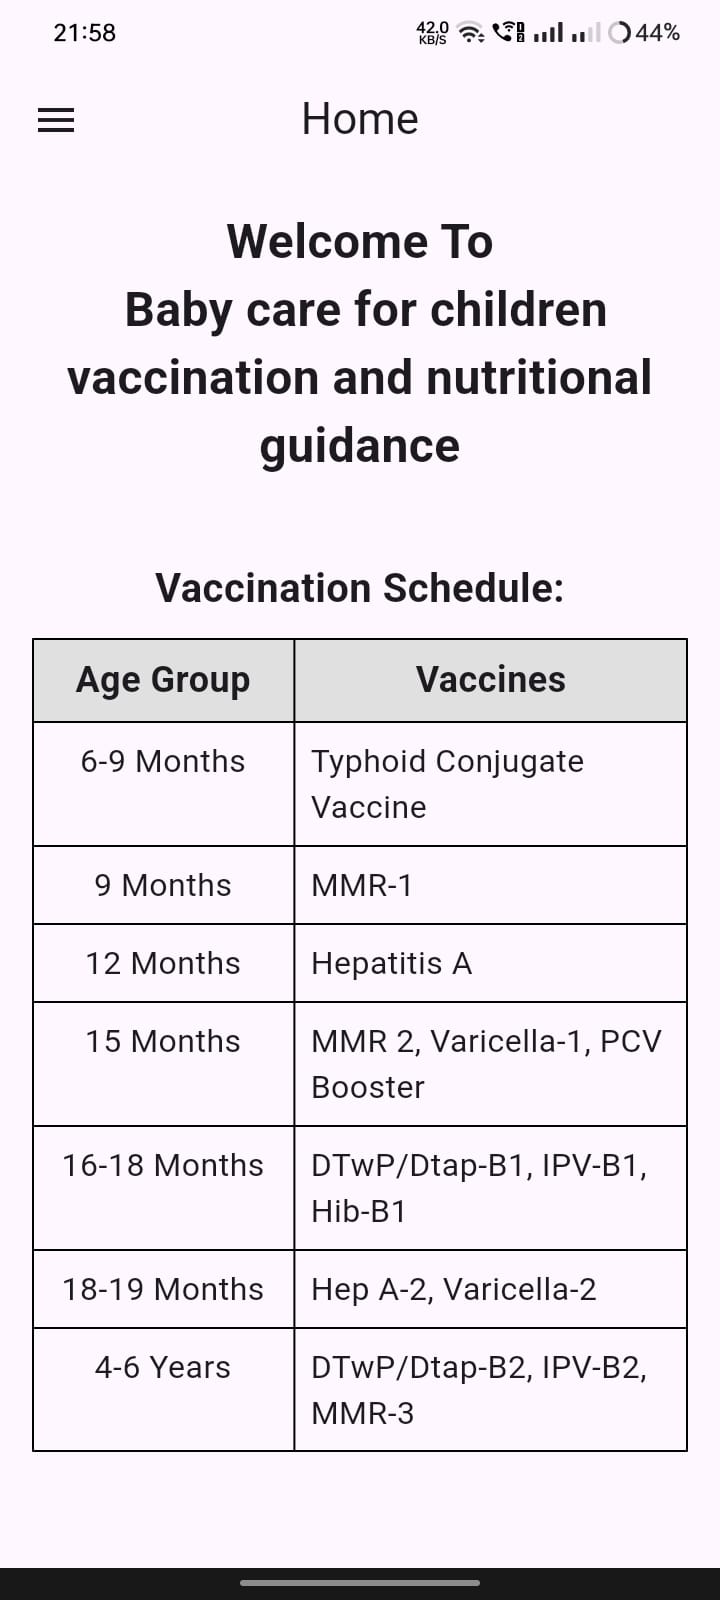 21:58
42.0
KB/S
44%
Home
Welcome To
Baby care for children
vaccination and nutritional
guidance
Vaccination Schedule:
Age Group Vaccines
6-9 Months Typhoid Conjugate
Vaccine
9 Months MMR-1
12 Months Hepatitis A
15 Months MMR 2, Varicella-1, PCV
Booster
16-18 Months DTwP/Dtap-B1, IPV-B1,
Hib-B1
18-19 Months Hep A-2, Varicella-2
4-6 Years DTwP/Dtap-B2, IPV-B2,
MMR-3